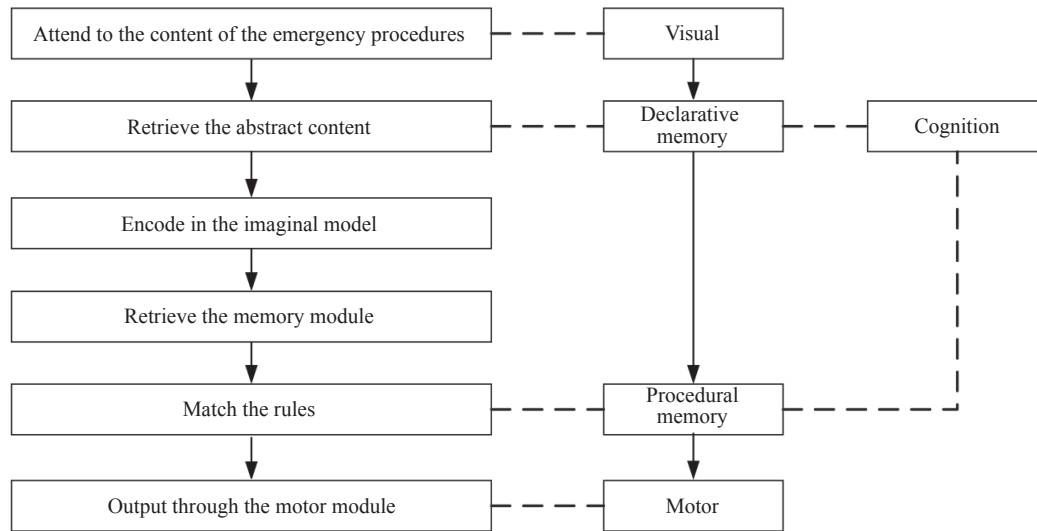 Attend to the content of the emergency procedures
Visual
Retrieve the abstract content
Declarative
memory
Cognition
Encode in the imaginal model
Retrieve the memory module
Match the rules
Procedural
memory
Output through the motor module
Motor